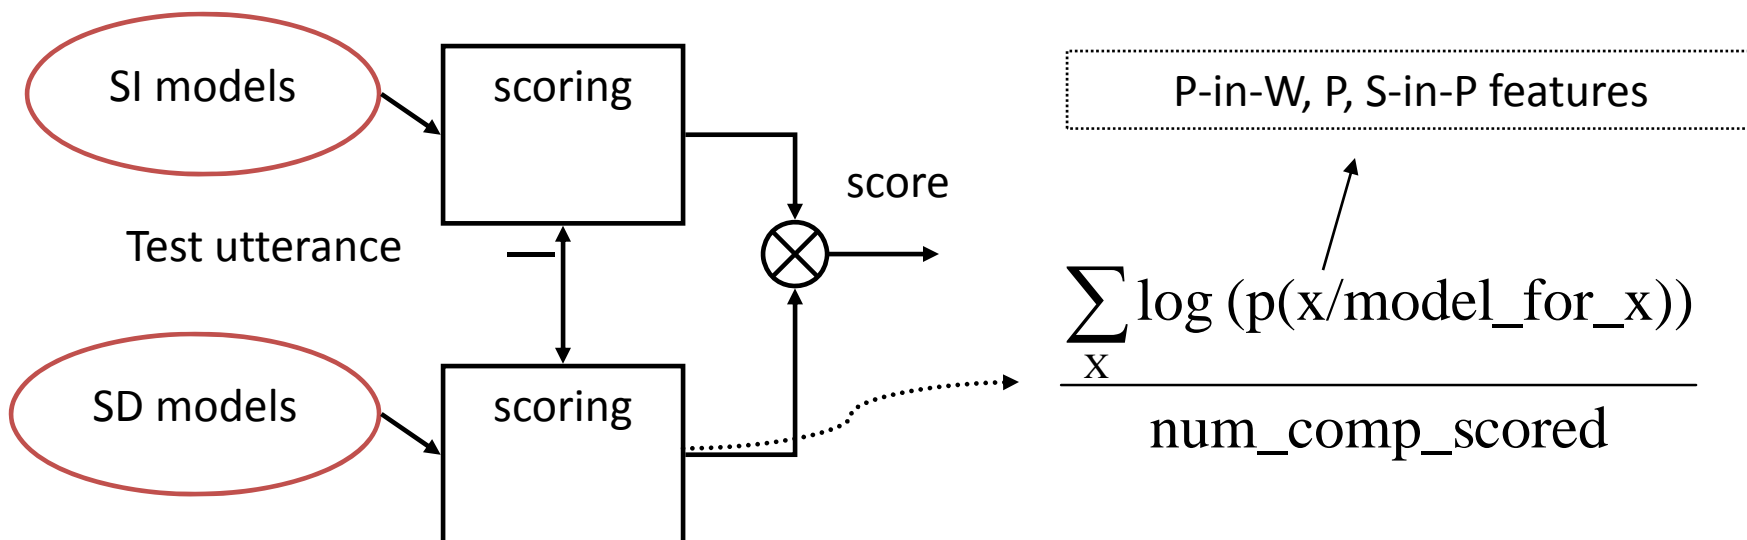 SI models
scoring
P-in-W, P, S-in-P features
score
Test utterance
∑ log (p(x/model_for_x))
x
SD models
scoring
num_comp_scored